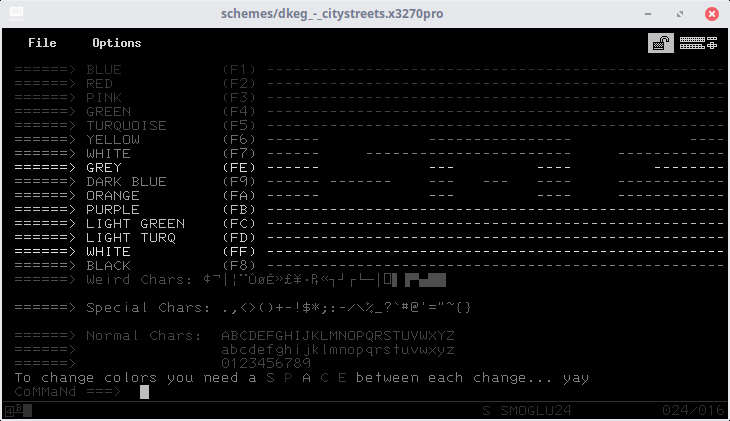 schemes/dkeg_-_citystreets.x3270pro
File Options
======> BLUE (F1) ------------------------------------------------------------
======> RED (F2) ------------------------------------------------------------
======> PINK (F3) ------------------------------------------------------------
======> GREEN (F4) ------------------------------------------------------------
======> TURQUOISE (F5) ------------------------------------------------------------
======> YELLOW (F6) ------ ------ ---- ----
======> WHITE (F7) ------ ---------- -------- ------
======> GREY (FE) ------ --- ---- --------
======> DARK BLUE (F9) ------ ------ --- --- ----
======> ORANGE (FA) ------ ---
======> PURPLE (FB) ------------------------------------------------------------
======> LIGHT GREEN (FC) ------------------------------------------------------------
======> LIGHT TURQ (FD) ------------------------------------------------------------
======> WHITE (FF) ------------------------------------------------------------
======> BLACK (F8) ------------------------------------------------------------
======> Weird Chars:
======> Special Chars: .,<>()+-!$*;:-/\%_?`#@'="~{}
======> Normal Chars: ABCDEFGHIJKLMNOPQRSTUVWXYZ
======> abcdefghijklmnopqrstuvwxyz
======> 0123456789
To change colors you need a S P A C E between each change... yay
CoMMaNd ===>
4 B S SMOGLU24 024/016